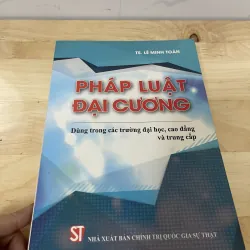 TS. LÊ MINH TOÀN
PHÁP LUẬT
ĐẠI CƯƠNG
Dùng trong các trường đại học, cao đẳng
và trung cấp
ST
NHÀ XUẤT BẢN CHÍNH TRỊ QUỐC GIA SỰ THẬT